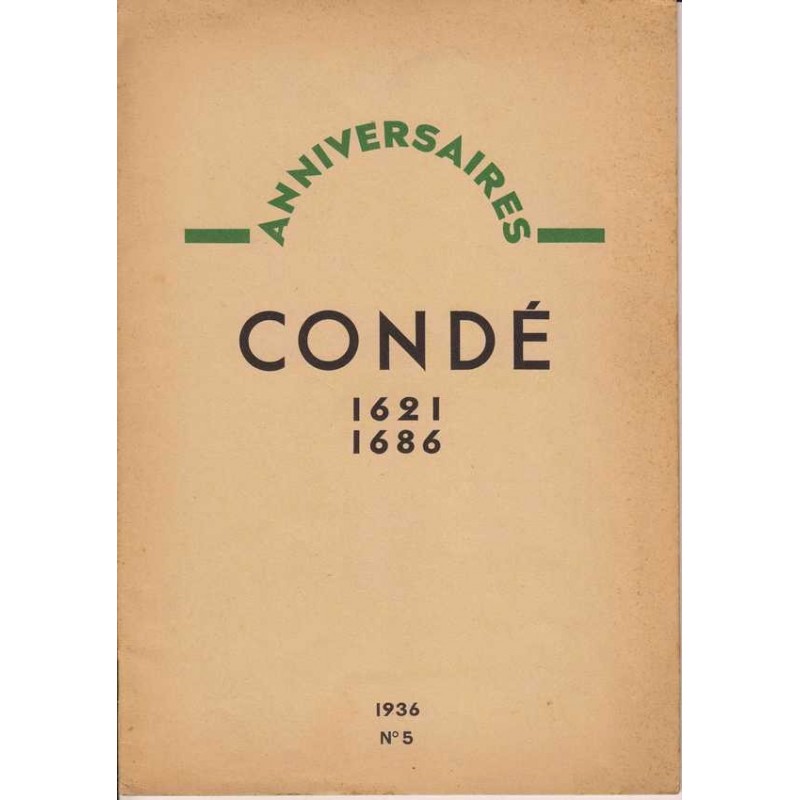 ANNIVERSAIRES
CONDÉ
1621
1686
1936
N° 5